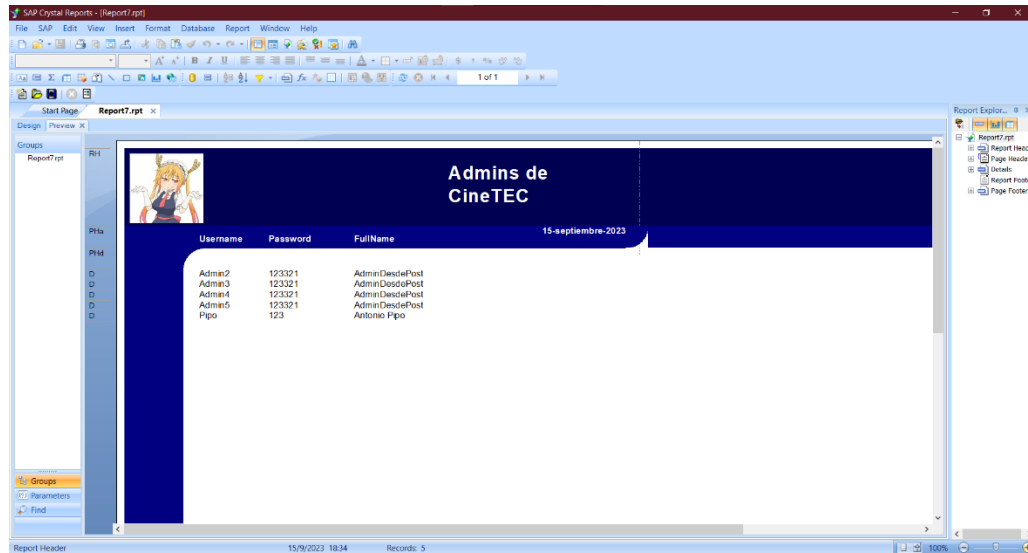 SAP Crystal Reports - [Report7.rpt]
File SAP Edit View Insert Format Database Report Window Help
1 of 1
Start Page Report7.rpt
Design Preview
Groups
Report7.rpt
RH
PHa
PHd
D
D
D
D
D
Admins de
CineTEC
15-septiembre-2023
Username Password FullName
Admin2 123321 AdminDesdePost
Admin3 123321 AdminDesdePost
Admin4 123321 AdminDesdePost
Admin5 123321 AdminDesdePost
Pipo 123 Antonio Pipo
Groups
Parameters
Find
Report Explor...
Report7.rpt
Report Head
Page Heade
Details
Report Foot
Page Footer
Report Header
15/9/2023 18:34
Records: 5
100%